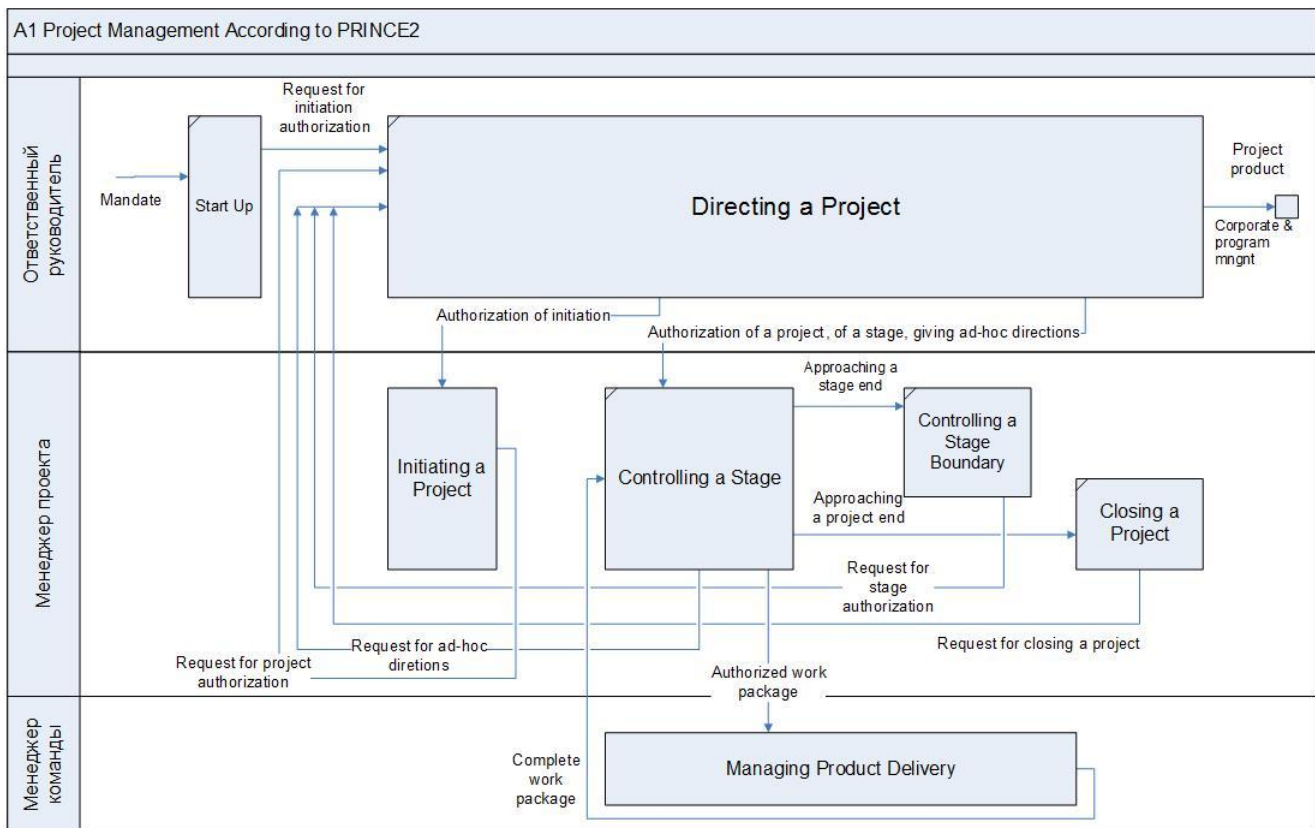 A1 Project Management According to PRINCE2
Ответственный
руководитель
Mandate
Start Up
Request for
initiation
authorization
Directing a Project
Project
product
Corporate &
program
mngnt
Authorization of initiation
Authorization of a project, of a stage, giving ad-hoc directions
Менеджер проекта
Initiating a
Project
Controlling a Stage
Approaching a
stage end
Controlling a
Stage
Boundary
Approaching
a project end
Closing a
Project
Request for
stage
authorization
Request for closing a project
Request for ad-hoc
diretions
Request for project
authorization
Authorized work
package
Менеджер
команды
Complete
work
package
Managing Product Delivery